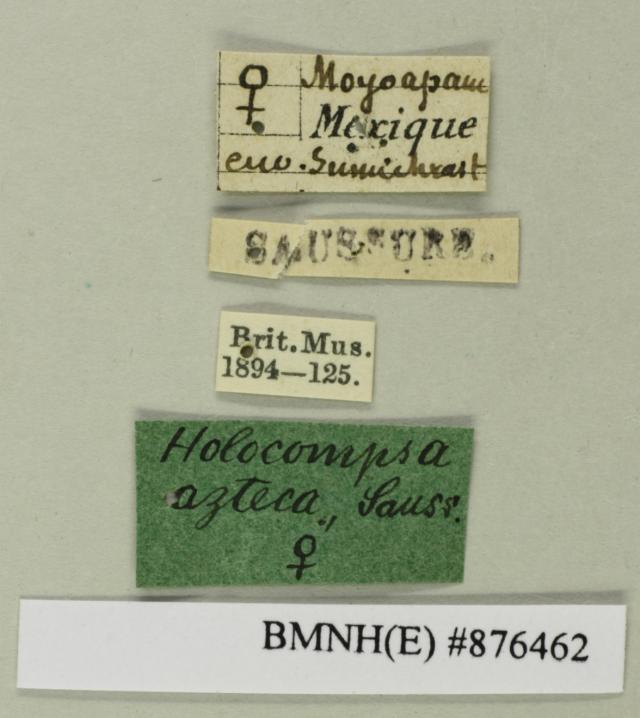 ♀ Moyoapam
Mexique
env. Sumichrast
SAUSSURE.
Brit. Mus.
1894—125.
Holocompsa
azteca, Sauss.
♀
BMNH(E) #876462